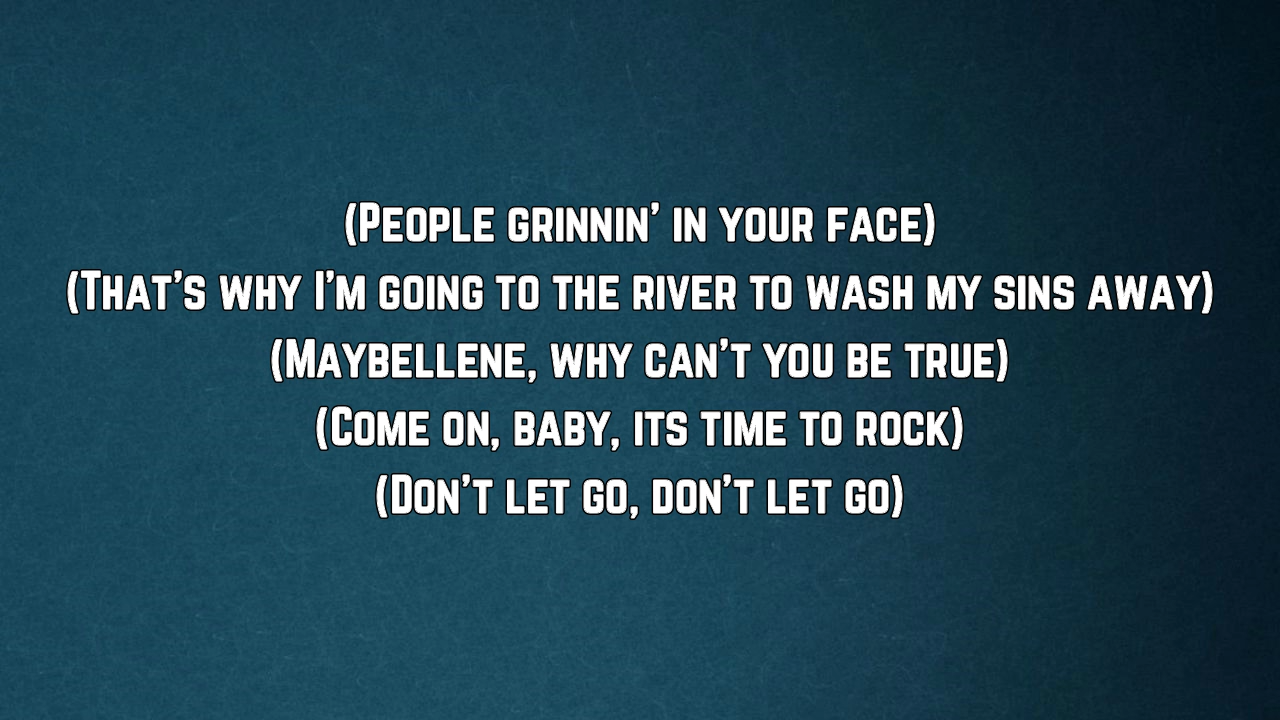 (People grinnin' in your face)
(That's why I'm going to the river to wash my sins away)
(Maybellene, why can't you be true)
(Come on, baby, its time to rock)
(Don't let go, don't let go)